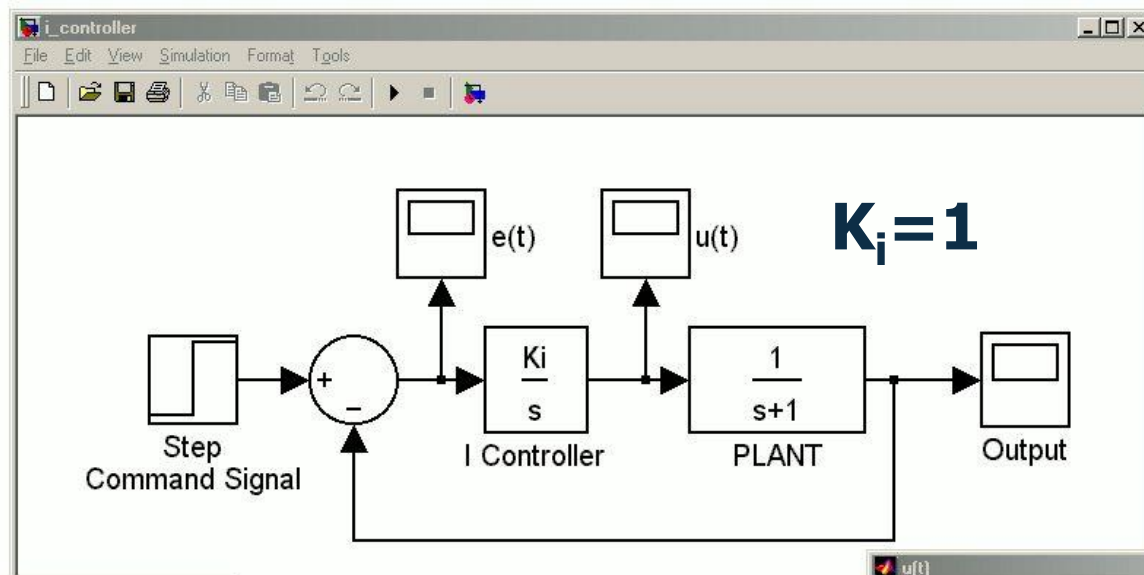 i_controller
File Edit View Simulation Format Tools
e(t)
u(t)
Ki=1
+
−
Ki
s
1
s+1
Step
Command Signal
I Controller
PLANT
Output
u(t)